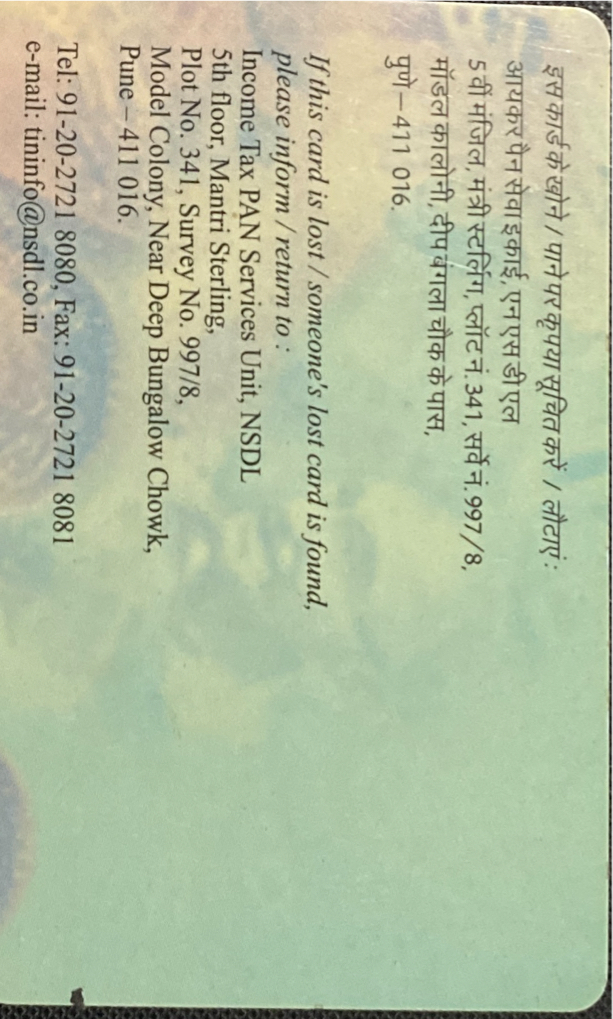 इस कार्ड के खोने / पाने पर कृपया सूचित करें / लौटाएं :
आयकर पैन सेवा इकाई, एन एस डी एल
5 वीं मंजिल, मंत्री स्टर्लिंग, प्लॉट नं. 341, सर्वे नं. 997/8,
मॉडल कालोनी, दीप बंगला चौक के पास,
पुणे – 411 016.
If this card is lost / someone's lost card is found,
please inform / return to :
Income Tax PAN Services Unit, NSDL
5th floor, Mantri Sterling,
Plot No. 341, Survey No. 997/8,
Model Colony, Near Deep Bungalow Chowk,
Pune – 411 016.
Tel: 91-20-2721 8080, Fax: 91-20-2721 8081
e-mail: tininfo@nsdl.co.in